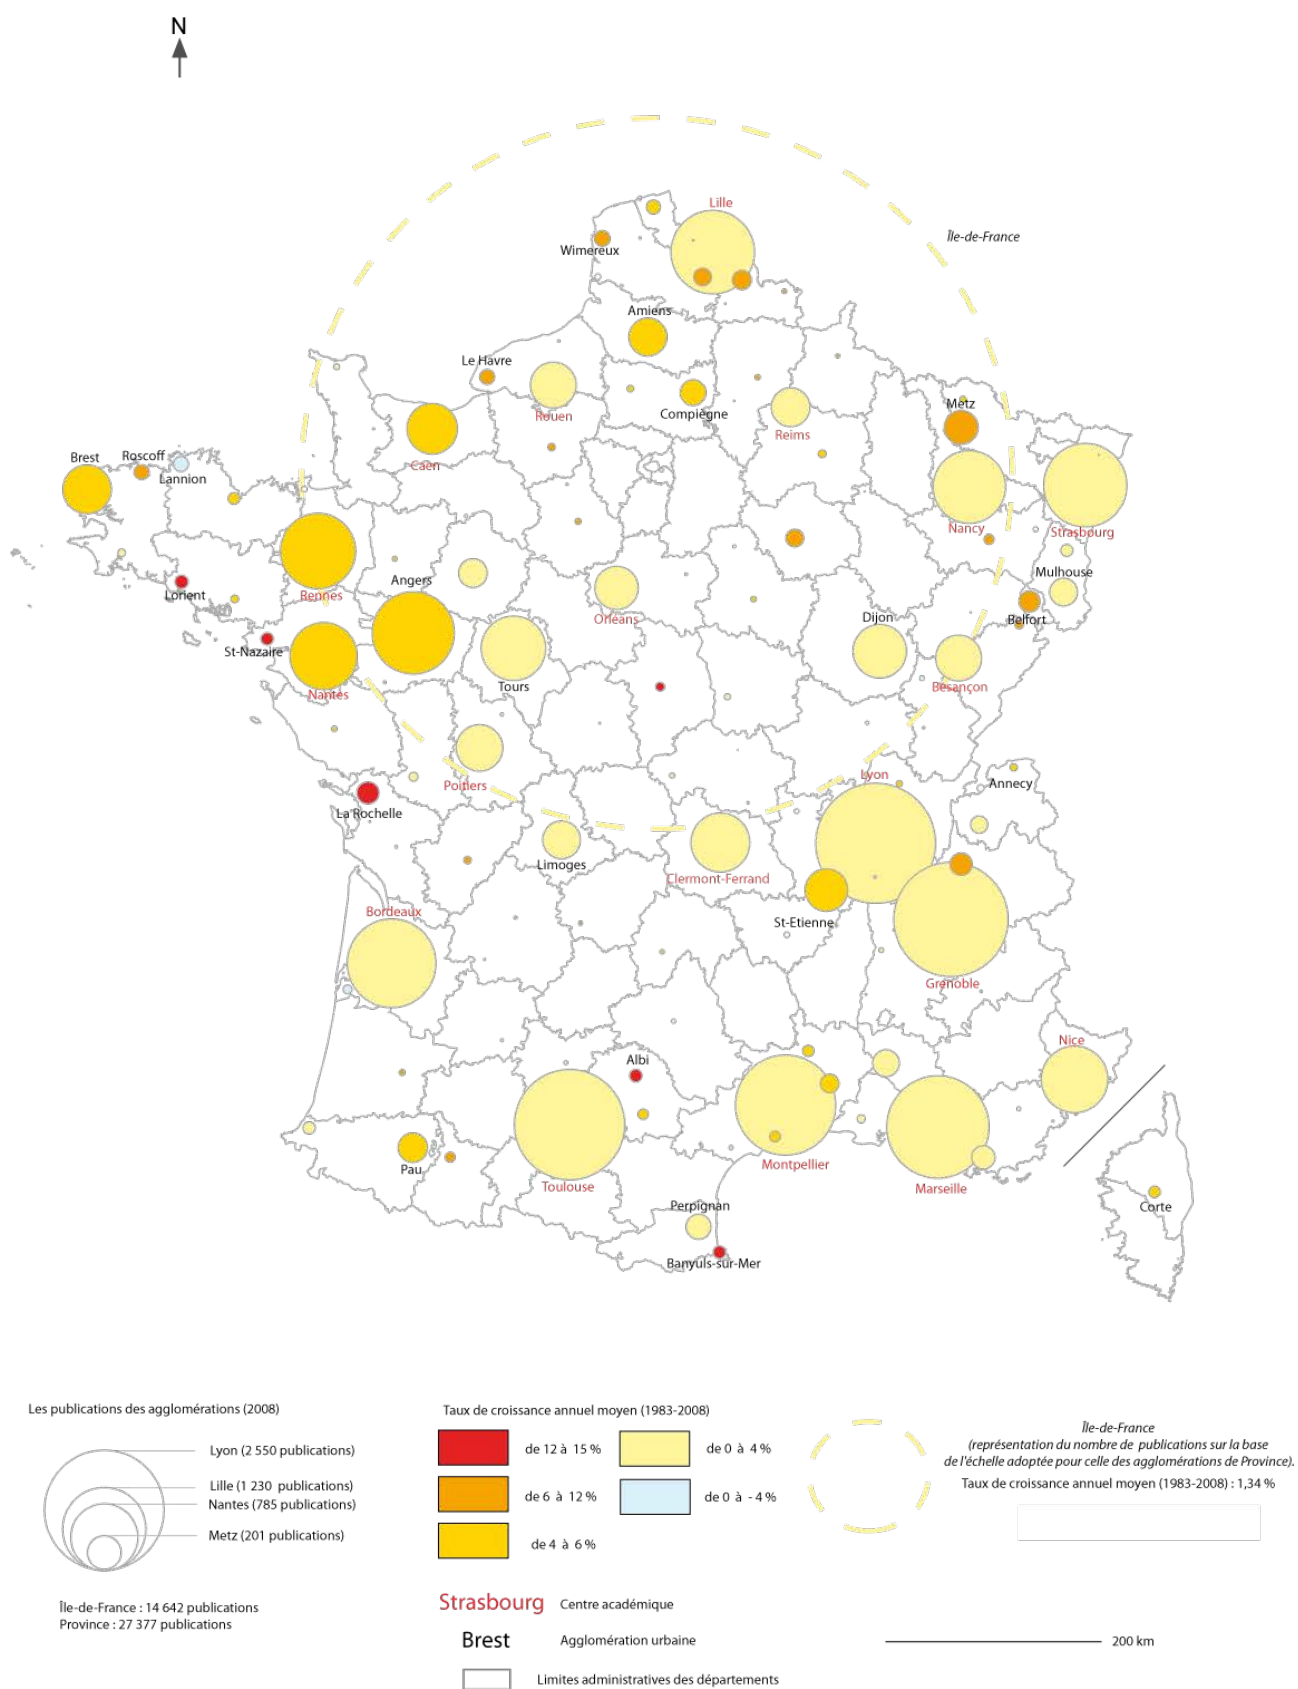 N
Lille
Île-de-France
Wimereux
Amiens
Le Havre
Rouen
Compiègne
Reims
Metz
Caen
Brest
Roscoff
Lannion
Nancy
Strasbourg
Mulhouse
Lorient
Rennes
Angers
Orléans
Dijon
Belfort
St-Nazaire
Nantes
Tours
Besançon
Poitiers
Lyon
Annecy
La Rochelle
Limoges
Clermont-Ferrand
Bordeaux
St-Etienne
Grenoble
Nice
Albi
Pau
Toulouse
Montpellier
Marseille
Perpignan
Corte
Banyuls-sur-Mer
Les publications des agglomérations (2008)
Lyon (2 550 publications)
Lille (1 230 publications)
Nantes (785 publications)
Metz (201 publications)
Île-de-France : 14 642 publications
Province : 27 377 publications
Taux de croissance annuel moyen (1983-2008)
de 12 à 15 %
de 0 à 4 %
de 6 à 12 %
de 0 à - 4 %
de 4 à 6 %
Strasbourg Centre académique
Brest Agglomération urbaine
Limites administratives des départements
Île-de-France
(représentation du nombre de publications sur la base
de l'échelle adoptée pour celle des agglomérations de Province).
Taux de croissance annuel moyen (1983-2008) : 1,34 %
200 km